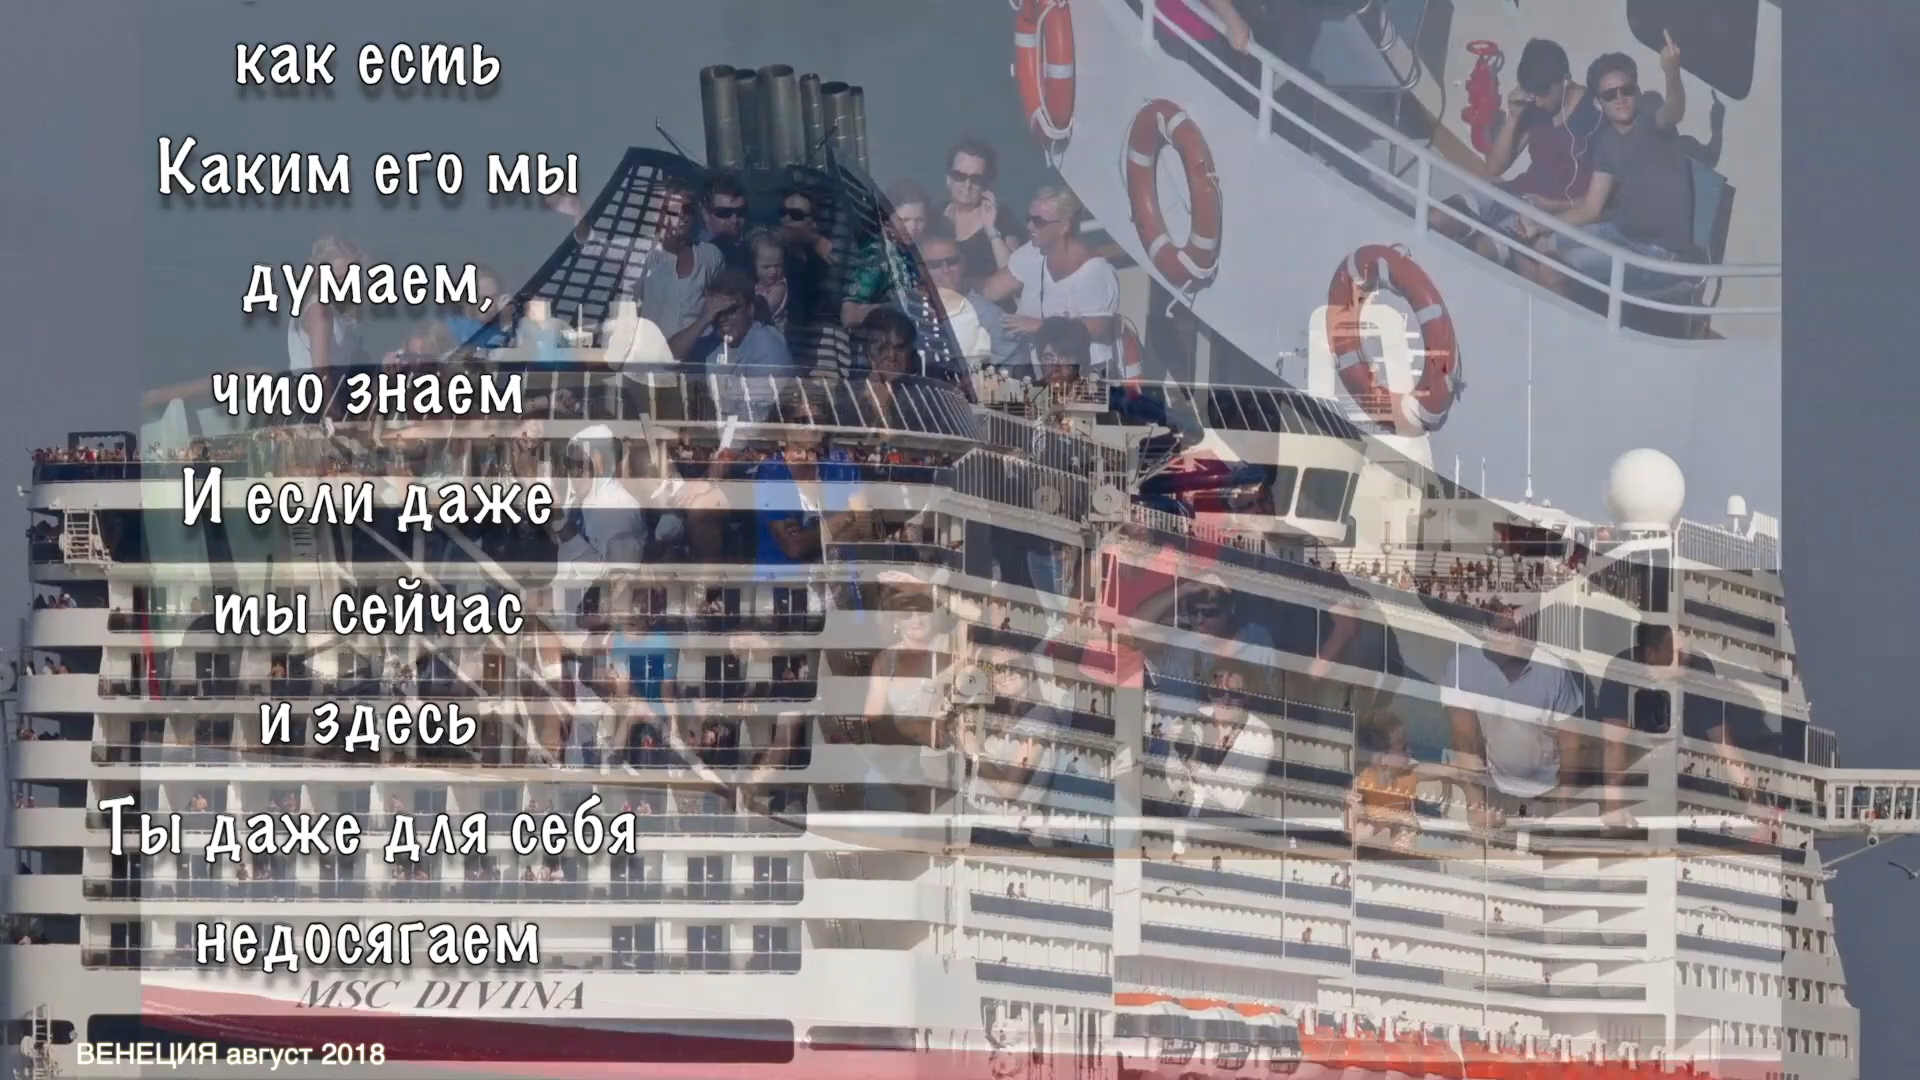 как есть
Каким его мы
думаем,
что знаем
И если даже
ты сейчас
и здесь
Ты даже для себя
недосягаем
MSC DIVINA
ВЕНЕЦИЯ август 2018